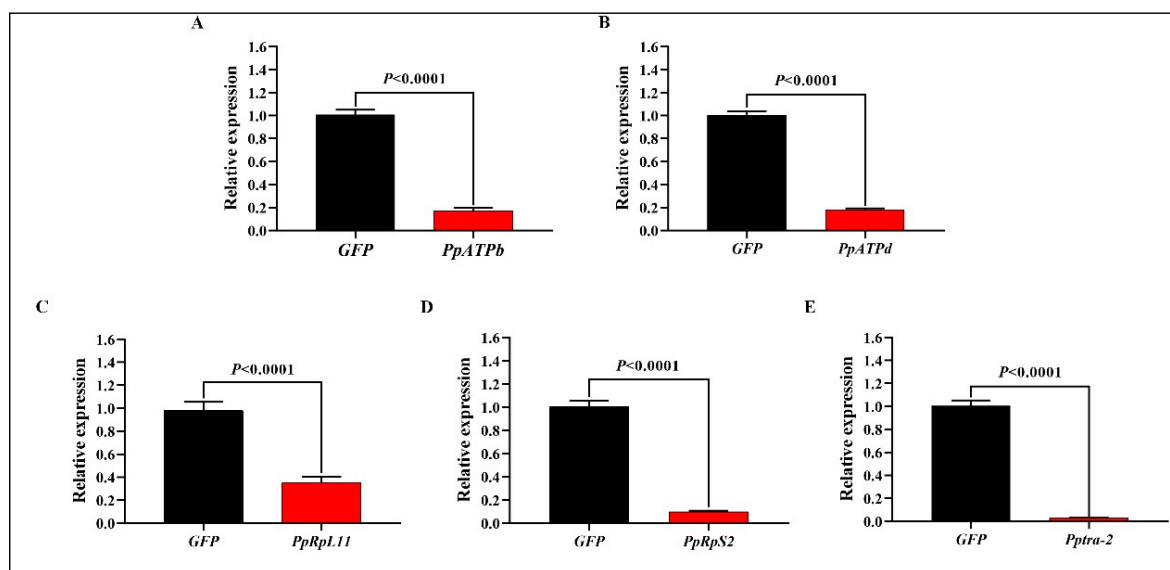 A
Relative expression
1.6
1.4
1.2
1.0
0.8
0.6
0.4
0.2
0.0
P<0.0001
GFP PpATPb
B
Relative expression
1.6
1.4
1.2
1.0
0.8
0.6
0.4
0.2
0.0
P<0.0001
GFP PpATPd
C
Relative expression
1.6
1.4
1.2
1.0
0.8
0.6
0.4
0.2
0.0
P<0.0001
GFP PpRpL11
D
Relative expression
1.6
1.4
1.2
1.0
0.8
0.6
0.4
0.2
0.0
P<0.0001
GFP PpRpS2
E
Relative expression
1.6
1.4
1.2
1.0
0.8
0.6
0.4
0.2
0.0
P<0.0001
GFP Pptra-2